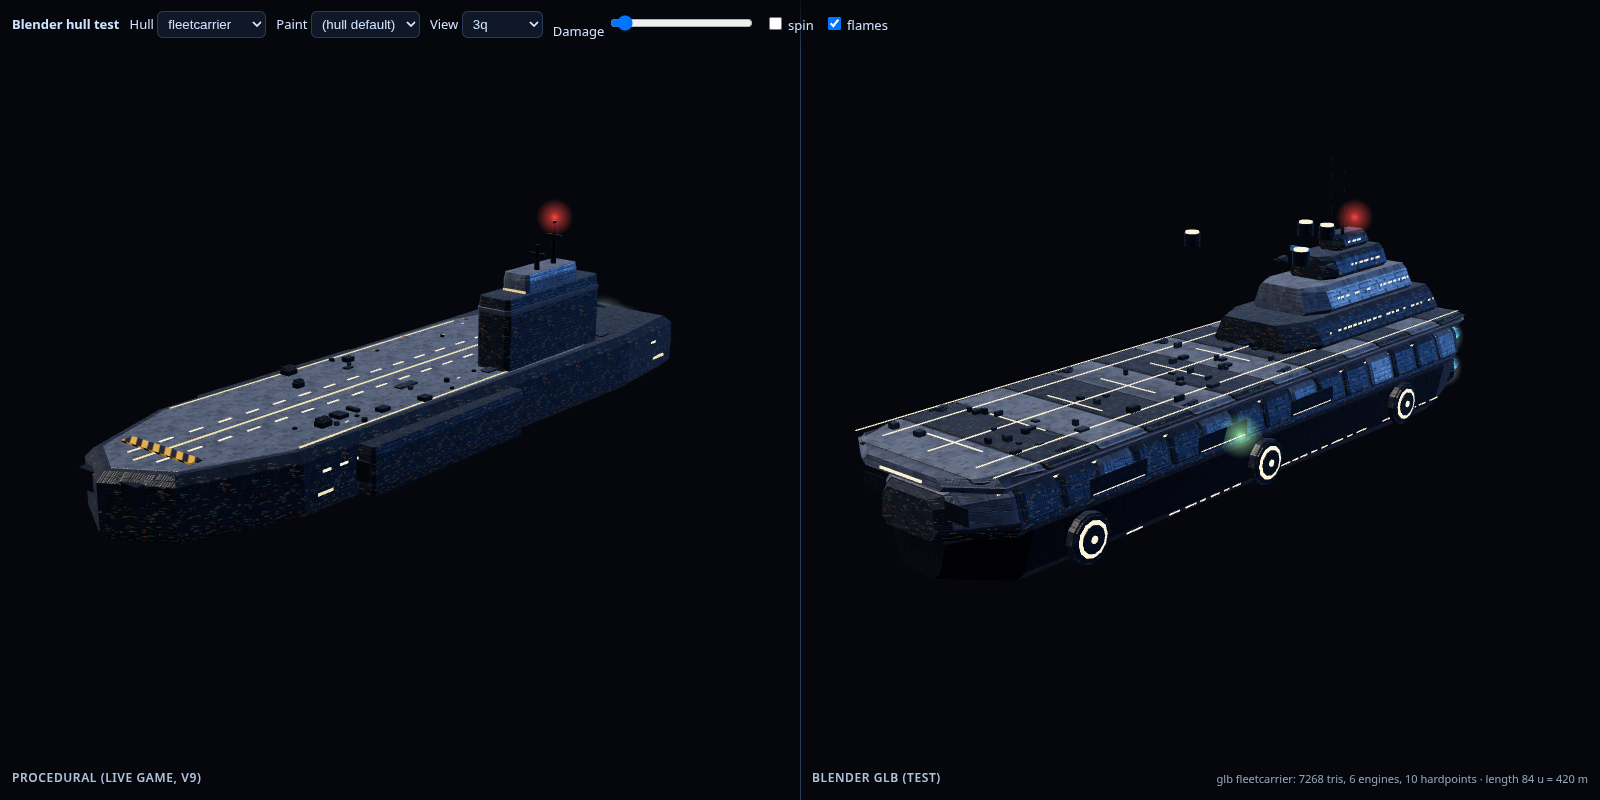 Blender hull test Hull fleetcarrier Paint (hull default) View 3q Damage spin flames
PROCEDURAL (LIVE GAME, V9)
BLENDER GLB (TEST)
glb fleetcarrier: 7268 tris, 6 engines, 10 hardpoints · length 84 u = 420 m